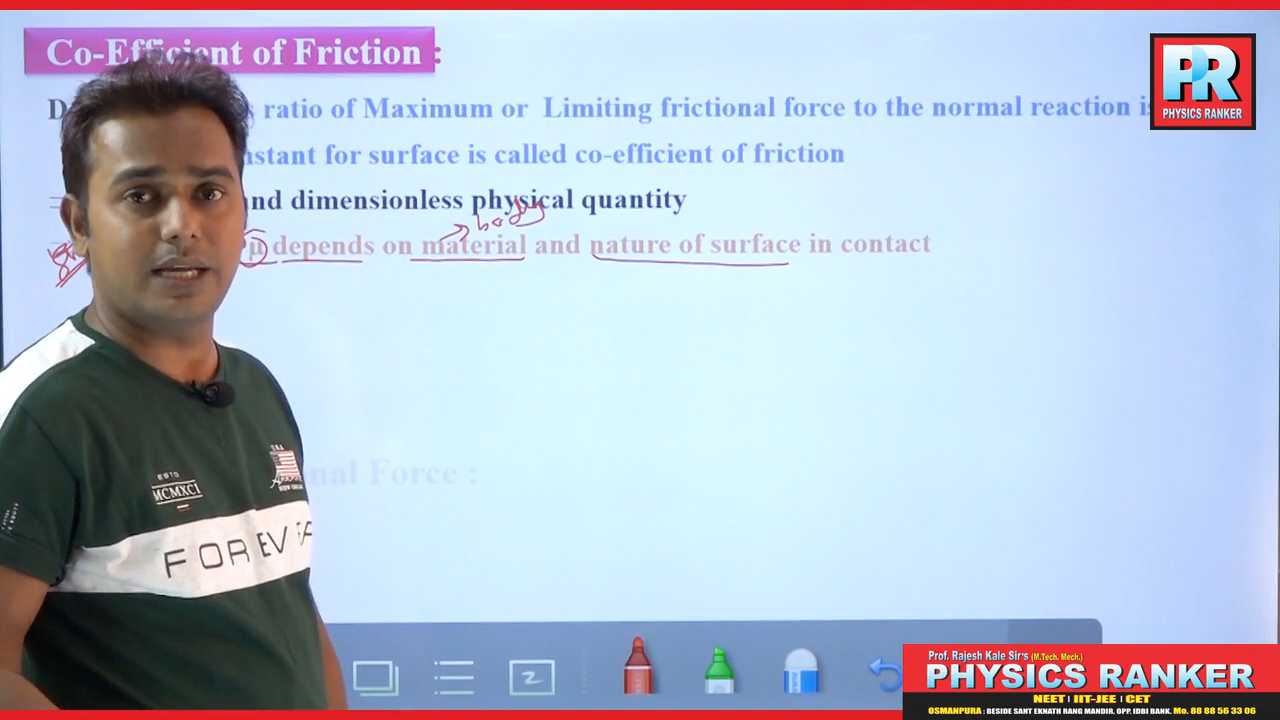 Co-Efficient of Friction :
PR
PHYSICS RANKER
ratio of Maximum or Limiting frictional force to the normal reaction
nstant for surface is called co-efficient of friction
and dimensionless physical quantity
body
μ depends on material and nature of surface in contact
nal Force :
ESTD
MCMXCI
FOREV
Prof. Rajesh Kale Sir's (M.Tech. Mech.)
PHYSICS RANKER
NEET | IIT-JEE | CET
OSMANPURA : BESIDE SANT EKNATH RANG MANDIR, OPP. IDBI BANK. Mo. 88 88 56 33 06